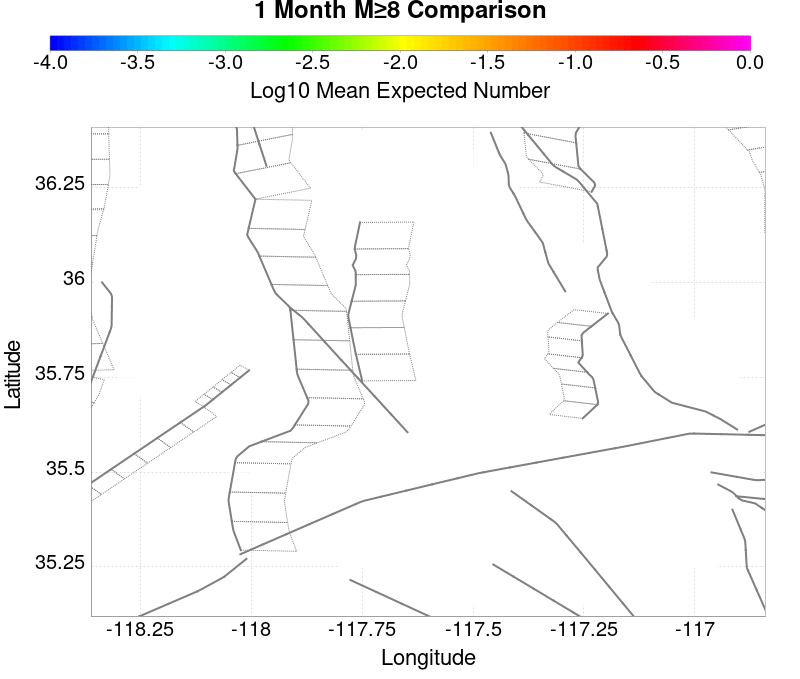 1 Month M≥8 Comparison
-4.0 -3.5 -3.0 -2.5 -2.0 -1.5 -1.0 -0.5 0.0
Log10 Mean Expected Number
36.25
36
35.75
35.5
35.25
Latitude
-118.25 -118 -117.75 -117.5 -117.25 -117
Longitude